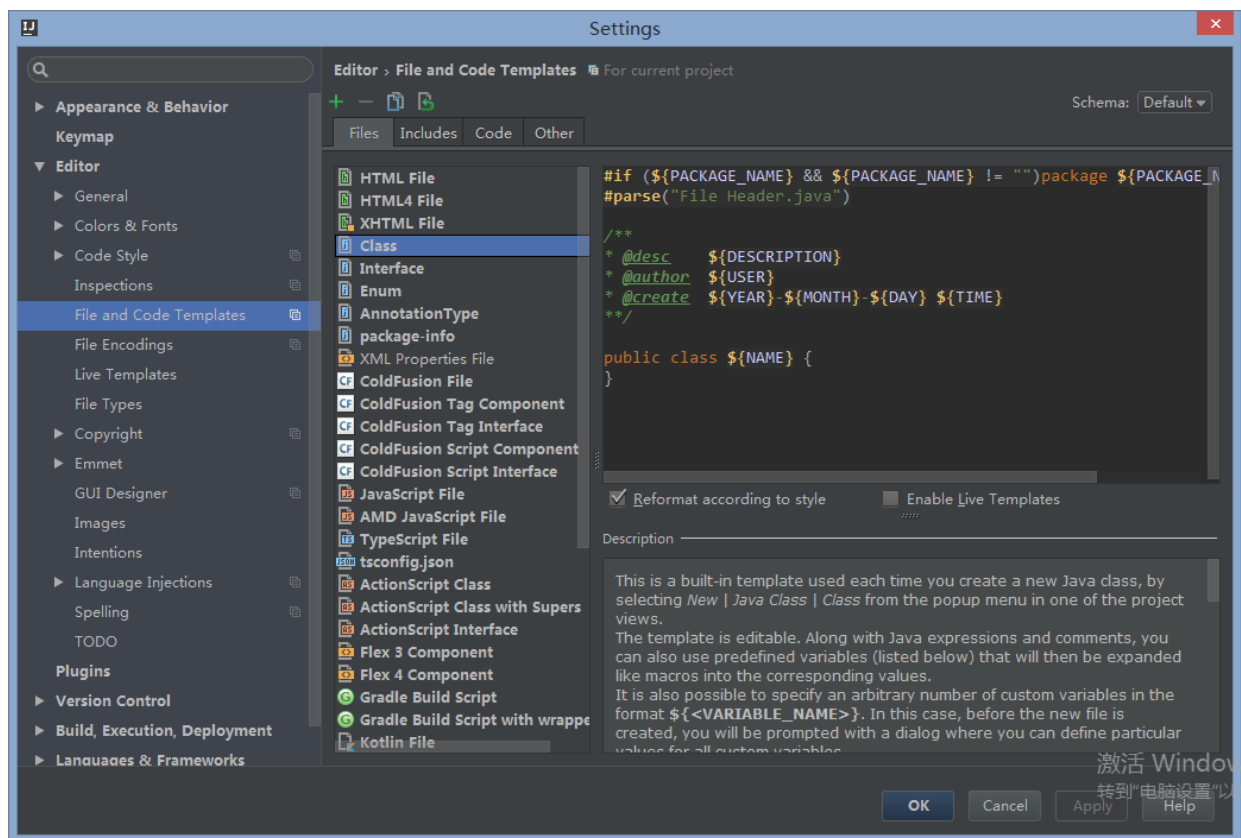 Settings
Editor › File and Code Templates For current project
Schema: Default
Files Includes Code Other
Appearance & Behavior
Keymap
Editor
General
Colors & Fonts
Code Style
Inspections
File and Code Templates
File Encodings
Live Templates
File Types
Copyright
Emmet
GUI Designer
Images
Intentions
Language Injections
Spelling
TODO
Plugins
Version Control
Build, Execution, Deployment
Languages & Frameworks
HTML File
HTML4 File
XHTML File
Class
Interface
Enum
AnnotationType
package-info
XML Properties File
ColdFusion File
ColdFusion Tag Component
ColdFusion Tag Interface
ColdFusion Script Component
ColdFusion Script Interface
JavaScript File
AMD JavaScript File
TypeScript File
tsconfig.json
ActionScript Class
ActionScript Class with Supers
ActionScript Interface
Flex 3 Component
Flex 4 Component
Gradle Build Script
Gradle Build Script with wrappe
Kotlin File
#if (${PACKAGE_NAME} && ${PACKAGE_NAME} != "")package ${PACKAGE_N
#parse("File Header.java")
/**
* @desc ${DESCRIPTION}
* @author ${USER}
* @create ${YEAR}-${MONTH}-${DAY} ${TIME}
**/
public class ${NAME} {
}
Reformat according to style Enable Live Templates
Description
This is a built-in template used each time you create a new Java class, by
selecting New | Java Class | Class from the popup menu in one of the project
views.
The template is editable. Along with Java expressions and comments, you
can also use predefined variables (listed below) that will then be expanded
like macros into the corresponding values.
It is also possible to specify an arbitrary number of custom variables in the
format ${<VARIABLE_NAME>}. In this case, before the new file is
created, you will be prompted with a dialog where you can define particular
values for all custom variables.
激活 Window
转到"电脑设置"以
OK Cancel Apply Help